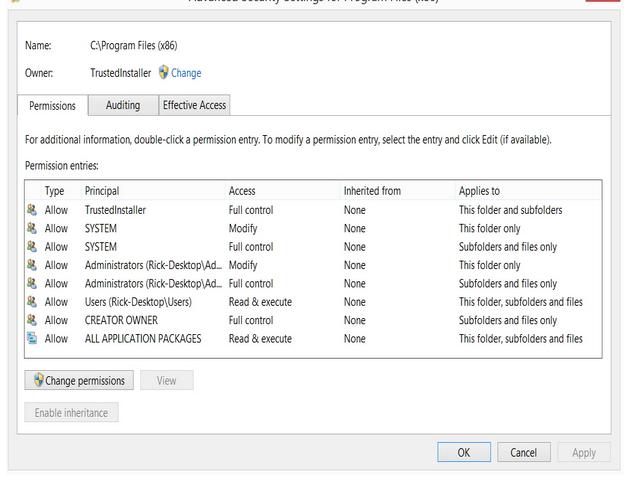 Advanced Security Settings for Program Files (x86)
Name: C:\Program Files (x86)
Owner: TrustedInstaller Change
Permissions Auditing Effective Access
For additional information, double-click a permission entry. To modify a permission entry, select the entry and click Edit (if available).
Permission entries:
Type Principal Access Inherited from Applies to
Allow TrustedInstaller Full control None This folder and subfolders
Allow SYSTEM Modify None This folder only
Allow SYSTEM Full control None Subfolders and files only
Allow Administrators (Rick-Desktop\Ad... Modify None This folder only
Allow Administrators (Rick-Desktop\Ad... Full control None Subfolders and files only
Allow Users (Rick-Desktop\Users) Read & execute None This folder, subfolders and files
Allow CREATOR OWNER Full control None Subfolders and files only
Allow ALL APPLICATION PACKAGES Read & execute None This folder, subfolders and files
Change permissions View
Enable inheritance
OK Cancel Apply